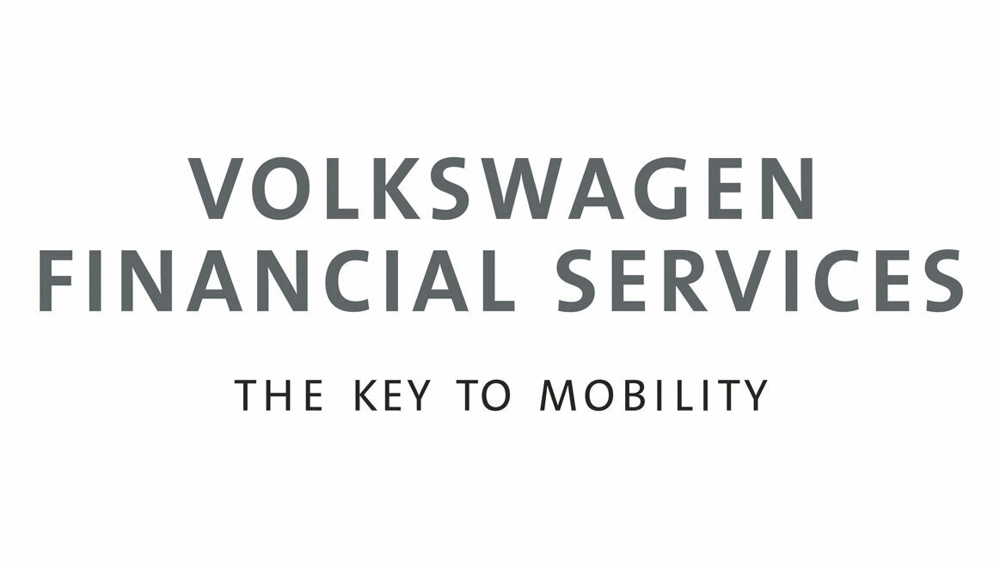 VOLKSWAGEN
FINANCIAL SERVICES
THE KEY TO MOBILITY